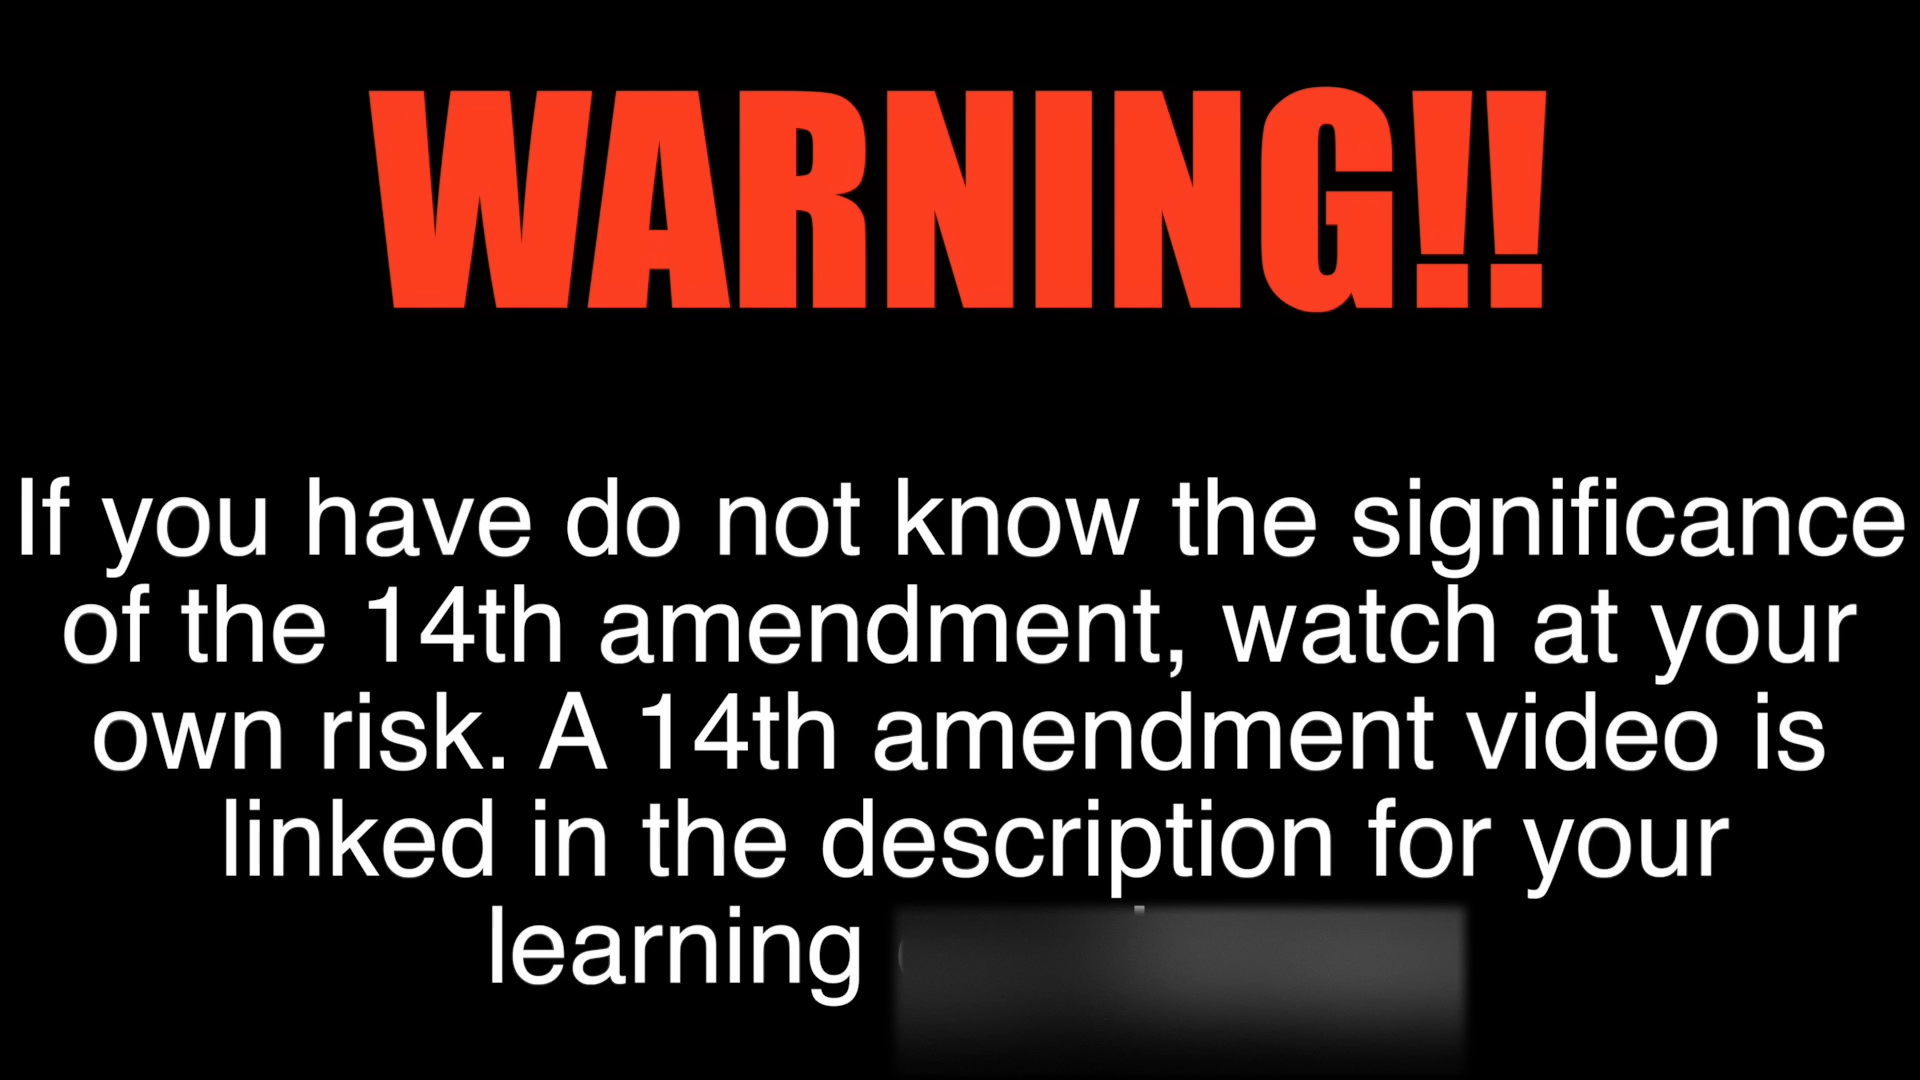 WARNING!!
If you have do not know the significance
of the 14th amendment, watch at your
own risk. A 14th amendment video is
linked in the description for your
learning